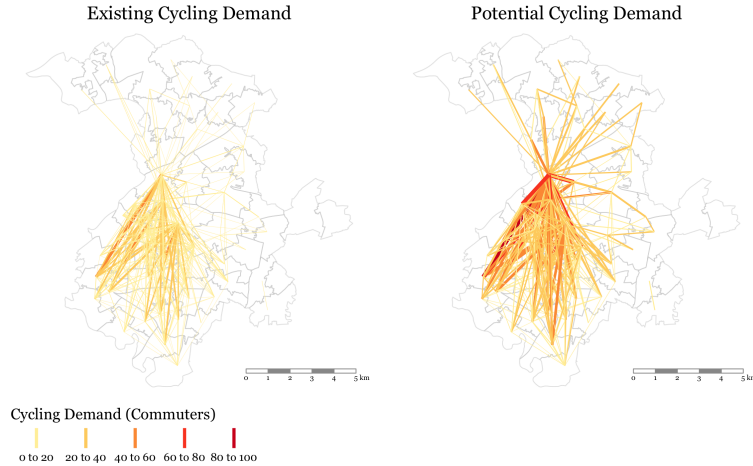 Existing Cycling Demand
Potential Cycling Demand
0 1 2 3 4 5 km
0 1 2 3 4 5 km
Cycling Demand (Commuters)
0 to 20 20 to 40 40 to 60 60 to 80 80 to 100